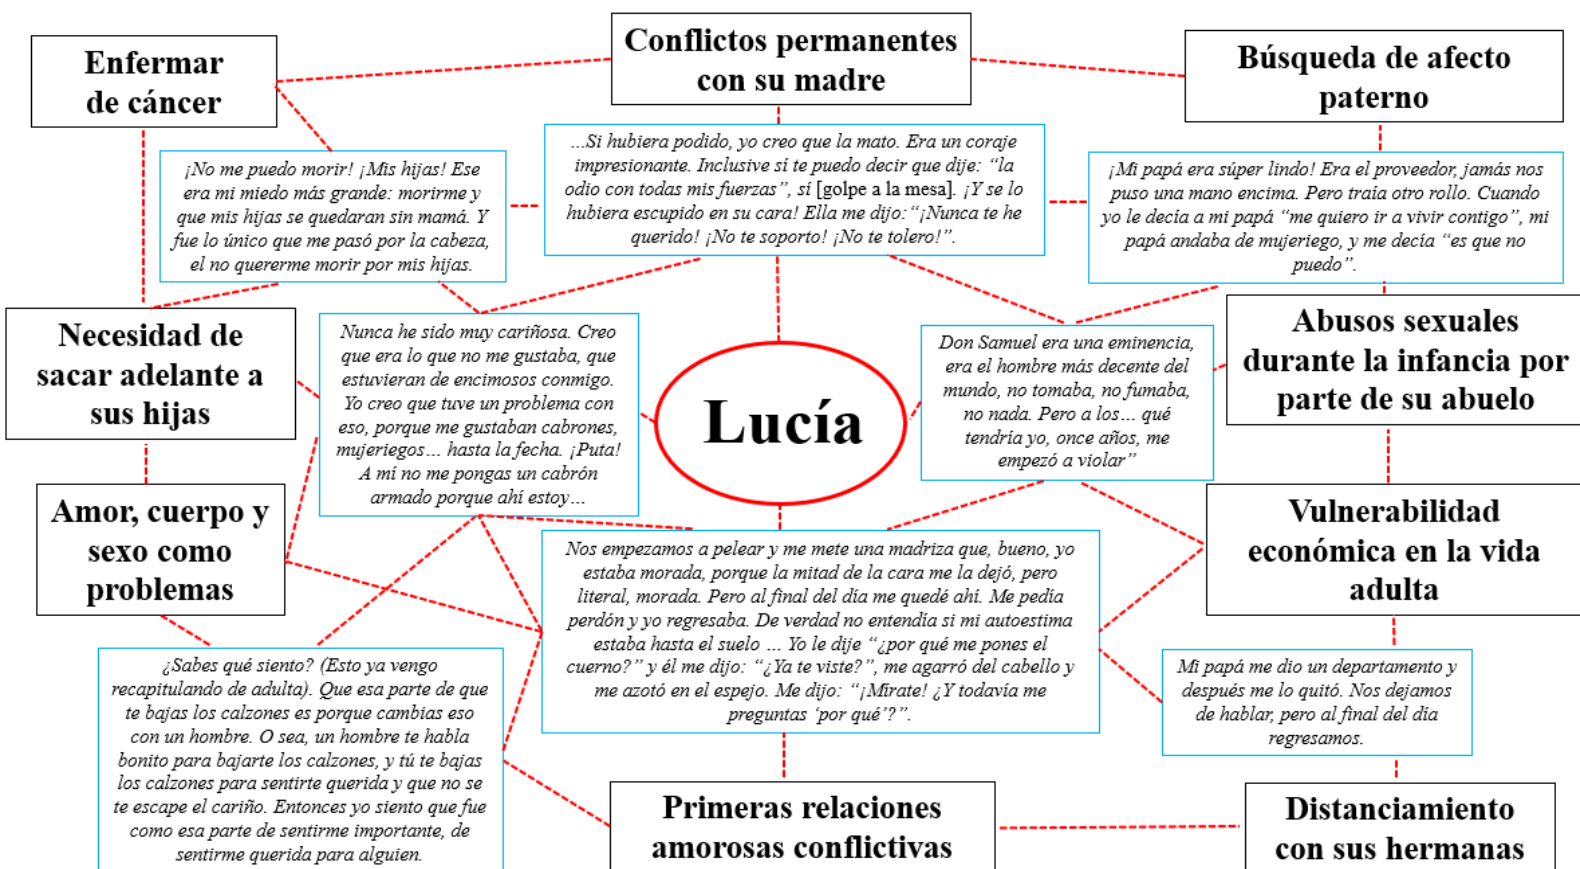 Enfermar
de cáncer
Conflictos permanentes
con su madre
Búsqueda de afecto
paterno
¡No me puedo morir! ¡Mis hijas! Ese
era mi miedo más grande: morirme y
que mis hijas se quedaran sin mamá. Y
fue lo único que me pasó por la cabeza,
el no quererme morir por mis hijas.
...Si hubiera podido, yo creo que la mato. Era un coraje
impresionante. Inclusive sí te puedo decir que dije: “la
odio con todas mis fuerzas”, sí [golpe a la mesa]. ¡Y se lo
hubiera escupido en su cara! Ella me dijo: “¡Nunca te he
querido! ¡No te soporto! ¡No te tolero!”.
¡Mi papá era súper lindo! Era el proveedor, jamás nos
puso una mano encima. Pero traía otro rollo. Cuando
yo le decía a mi papá “me quiero ir a vivir contigo”, mi
papá andaba de mujeriego, y me decía “es que no
puedo”.
Necesidad de
sacar adelante a
sus hijas
Nunca he sido muy cariñosa. Creo
que era lo que no me gustaba, que
estuvieran de encimosos conmigo.
Yo creo que tuve un problema con
eso, porque me gustaban cabrones,
mujeriegos... hasta la fecha. ¡Puta!
A mí no me pongas un cabrón
armado porque ahí estoy...
Lucía
Don Samuel era una eminencia,
era el hombre más decente del
mundo, no tomaba, no fumaba,
no nada. Pero a los... qué
tendría yo, once años, me
empezó a violar”
Abusos sexuales
durante la infancia por
parte de su abuelo
Amor, cuerpo y
sexo como
problemas
Nos empezamos a pelear y me mete una madriza que, bueno, yo
estaba morada, porque la mitad de la cara me la dejó, pero
literal, morada. Pero al final del día me quedé ahí. Me pedía
perdón y yo regresaba. De verdad no entendía si mi autoestima
estaba hasta el suelo ... Yo le dije “¿por qué me pones el
cuerno?” y él me dijo: “¿Ya te viste?”, me agarró del cabello y
me azotó en el espejo. Me dijo: “¡Mírate! ¿Y todavía me
preguntas ‘por qué’?”.
Vulnerabilidad
económica en la vida
adulta
¿Sabes qué siento? (Esto ya vengo
recapitulando de adulta). Que esa parte de que
te bajas los calzones es porque cambias eso
con un hombre. O sea, un hombre te habla
bonito para bajarte los calzones, y tú te bajas
los calzones para sentirte querida y que no se
te escape el cariño. Entonces yo siento que fue
como esa parte de sentirme importante, de
sentirme querida para alguien.
Mi papá me dio un departamento y
después me lo quitó. Nos dejamos
de hablar, pero al final del día
regresamos.
Primeras relaciones
amorosas conflictivas
Distanciamiento
con sus hermanas